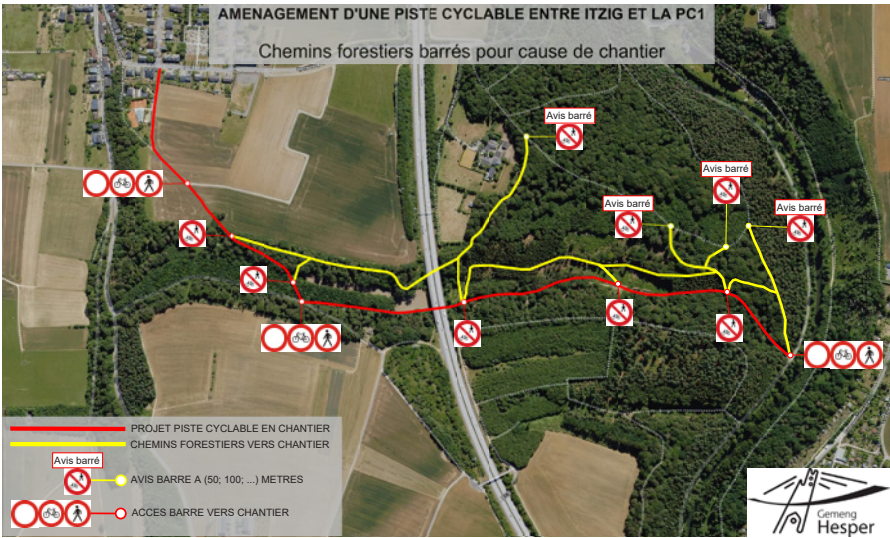 AMENAGEMENT D'UNE PISTE CYCLABLE ENTRE ITZIG ET LA PC1
Chemins forestiers barrés pour cause de chantier
Avis barré
Avis barré
Avis barré
Avis barré
PROJET PISTE CYCLABLE EN CHANTIER
CHEMINS FORESTIERS VERS CHANTIER
Avis barré
AVIS BARRE A (50; 100; ...) METRES
ACCES BARRE VERS CHANTIER
Gemeng
Hesper